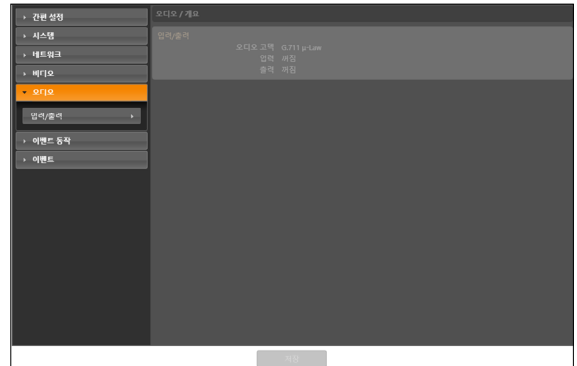 간편 설정
시스템
네트워크
비디오
오디오
입력/출력
이벤트 동작
이벤트
오디오 / 개요
입력/출력
오디오 코덱 G.711 μ-Law
입력 꺼짐
출력 꺼짐